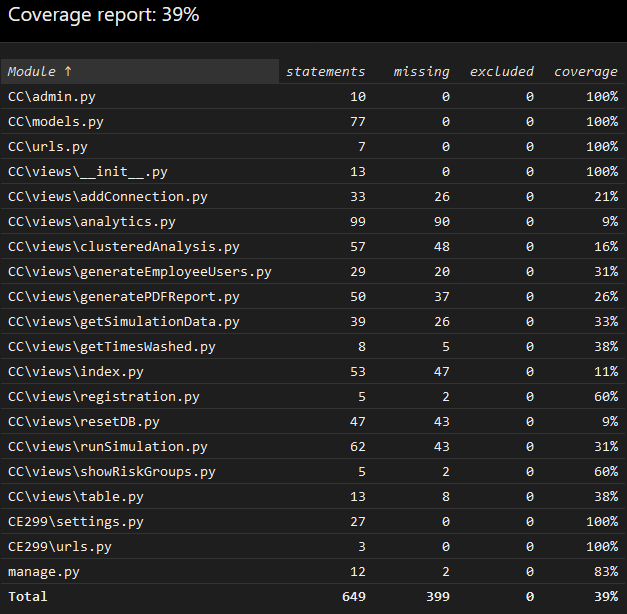 Coverage report: 39%
Module ↑ statements missing excluded coverage
CC\admin.py 10 0 0 100%
CC\models.py 77 0 0 100%
CC\urls.py 7 0 0 100%
CC\views\__init__.py 13 0 0 100%
CC\views\addConnection.py 33 26 0 21%
CC\views\analytics.py 99 90 0 9%
CC\views\clusteredAnalysis.py 57 48 0 16%
CC\views\generateEmployeeUsers.py 29 20 0 31%
CC\views\generatePDFReport.py 50 37 0 26%
CC\views\getSimulationData.py 39 26 0 33%
CC\views\getTimesWashed.py 8 5 0 38%
CC\views\index.py 53 47 0 11%
CC\views\registration.py 5 2 0 60%
CC\views\resetDB.py 47 43 0 9%
CC\views\runSimulation.py 62 43 0 31%
CC\views\showRiskGroups.py 5 2 0 60%
CC\views\table.py 13 8 0 38%
CE299\settings.py 27 0 0 100%
CE299\urls.py 3 0 0 100%
manage.py 12 2 0 83%
Total 649 399 0 39%